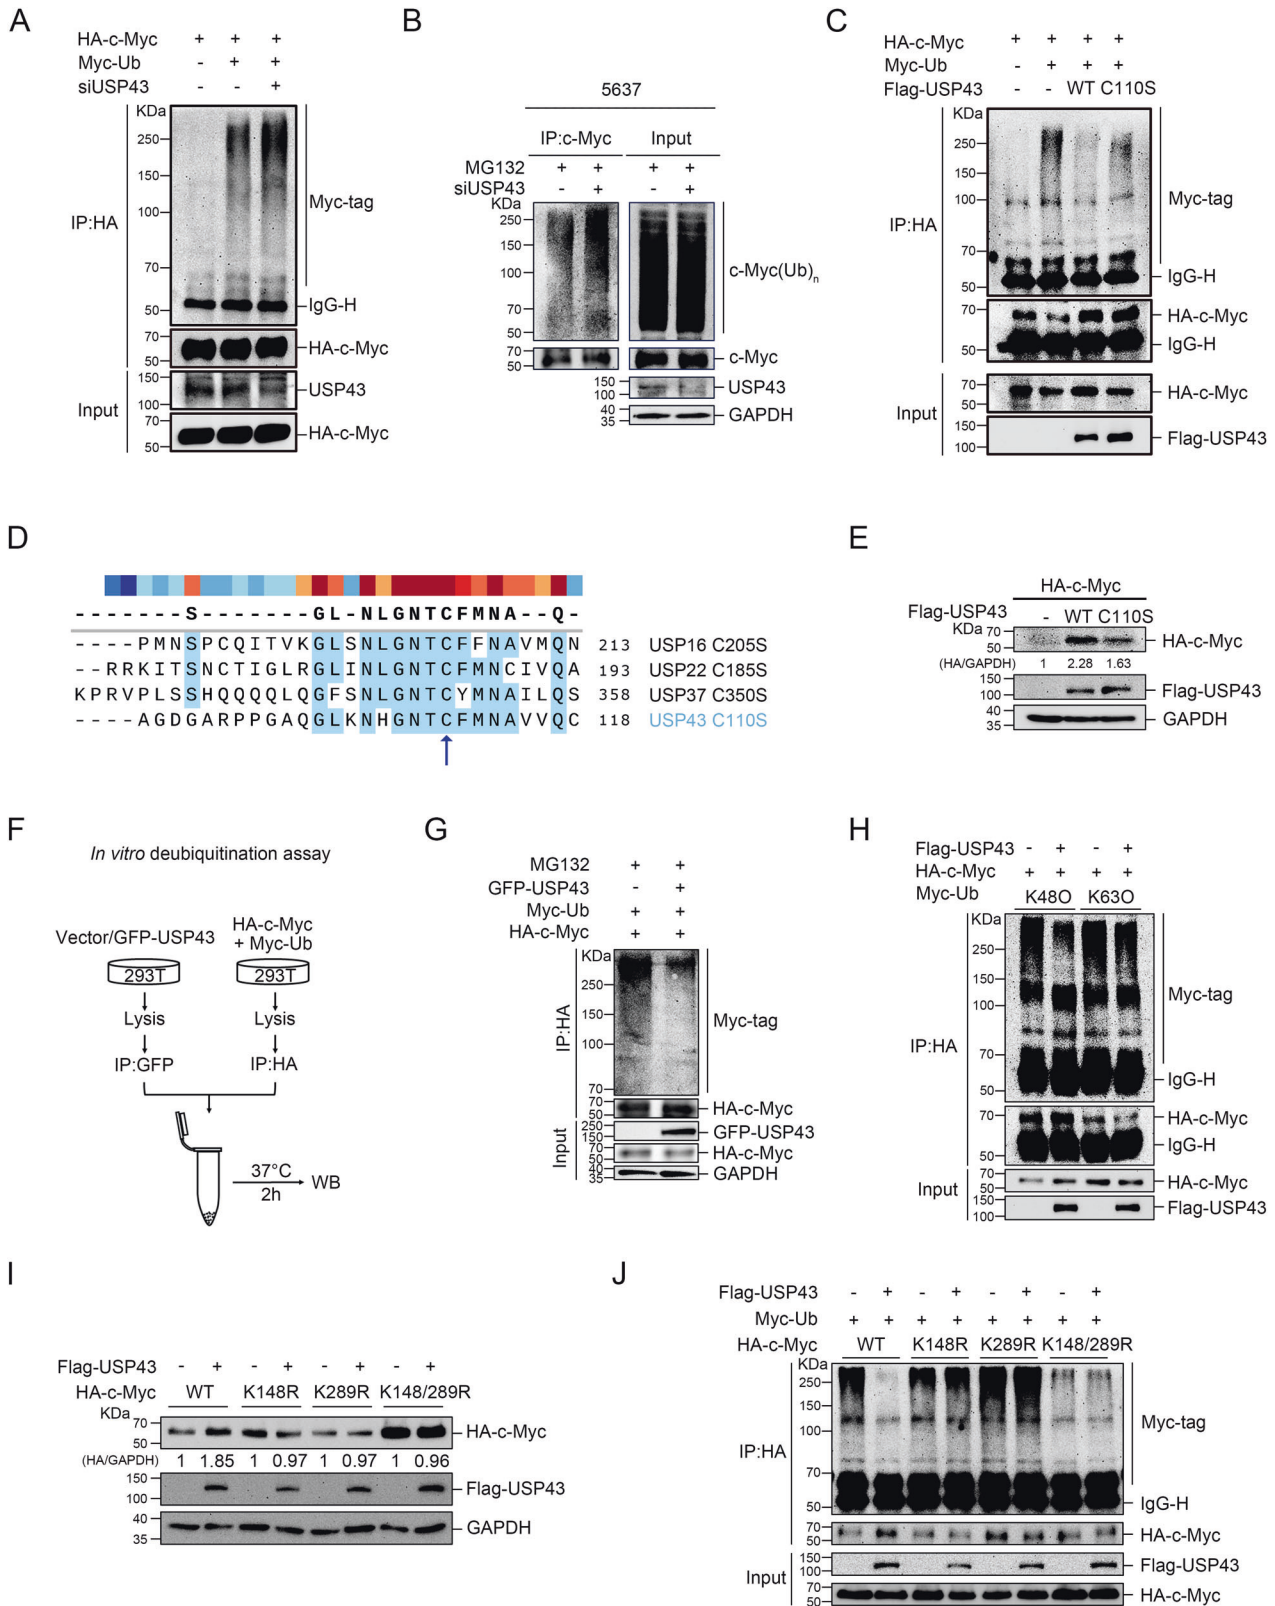 A
HA-c-Myc + + +
Myc-Ub - + +
siUSP43 - - +
KDa
250
150
100
70
50
IP:HA
Myc-tag
IgG-H
70
50
HA-c-Myc
Input
150
100
USP43
70
50
HA-c-Myc
B
5637
IP:c-Myc Input
MG132 + + + +
siUSP43 - + - +
KDa
250
150
100
70
50
c-Myc(Ub)n
70
50
c-Myc
150
100
USP43
40
35
GAPDH
C
HA-c-Myc + + + +
Myc-Ub - + + +
Flag-USP43 - - WT C110S
KDa
250
150
100
70
50
IP:HA
Myc-tag
IgG-H
70
50
HA-c-Myc
IgG-H
Input
70
50
HA-c-Myc
150
100
Flag-USP43
D
- - - - - - - S - - - - - - - G L - N L G N T C F M N A - - Q -
- - - - P M N S P C Q I T V K G L S N L G N T C F F N A V M Q N 213 USP16 C205S
- - R R K I T S N C T I G L R G L I N L G N T C F M N C I V Q A 193 USP22 C185S
K P R V P L S S H Q Q Q Q L Q G F S N L G N T C Y M N A I L Q S 358 USP37 C350S
- - - - A G D G A R P P G A Q G L K N H G N T C F M N A V V Q C 118 USP43 C110S
E
HA-c-Myc
Flag-USP43 - WT C110S
KDa
70
50
HA-c-Myc
(HA/GAPDH) 1 2.28 1.63
150
100
Flag-USP43
40
35
GAPDH
F
In vitro deubiquitination assay
Vector/GFP-USP43
HA-c-Myc
+ Myc-Ub
293T 293T
Lysis Lysis
IP:GFP IP:HA
37°C
2h
WB
G
MG132 + +
GFP-USP43 - +
Myc-Ub + +
HA-c-Myc + +
KDa
250
150
100
70
IP:HA
Myc-tag
70
50
HA-c-Myc
Input
250
150
GFP-USP43
70
50
HA-c-Myc
40
35
GAPDH
H
Flag-USP43 - + - +
HA-c-Myc + + + +
Myc-Ub K48O K63O
KDa
250
150
100
70
50
IP:HA
Myc-tag
IgG-H
70
50
HA-c-Myc
IgG-H
Input
70
50
HA-c-Myc
150
100
Flag-USP43
I
Flag-USP43 - + - + - + - +
HA-c-Myc WT K148R K289R K148/289R
KDa
70
50
HA-c-Myc
(HA/GAPDH) 1 1.85 1 0.97 1 0.97 1 0.96
150
100
Flag-USP43
40
35
GAPDH
J
Flag-USP43 - + - + - + - +
Myc-Ub + + + + + + + +
HA-c-Myc WT K148R K289R K148/289R
KDa
250
150
100
70
50
IP:HA
Myc-tag
IgG-H
70
50
HA-c-Myc
Input
150
100
Flag-USP43
70
50
HA-c-Myc